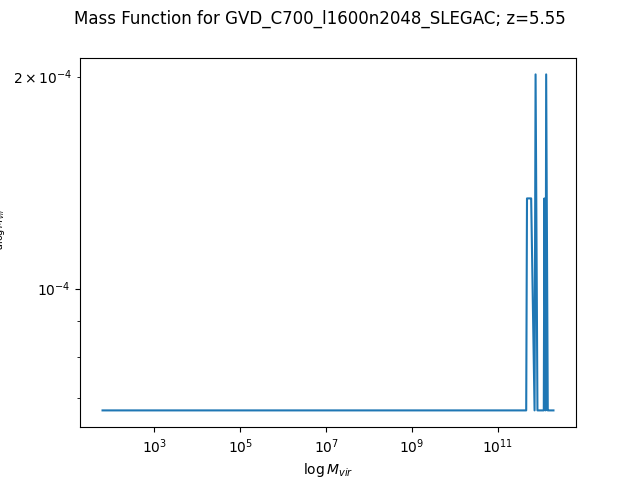 Mass Function for GVD_C700_l1600n2048_SLEGAC; z=5.55
2 × 10⁻⁴
10⁻⁴
10³ 10⁵ 10⁷ 10⁹ 10¹¹
log M_vir